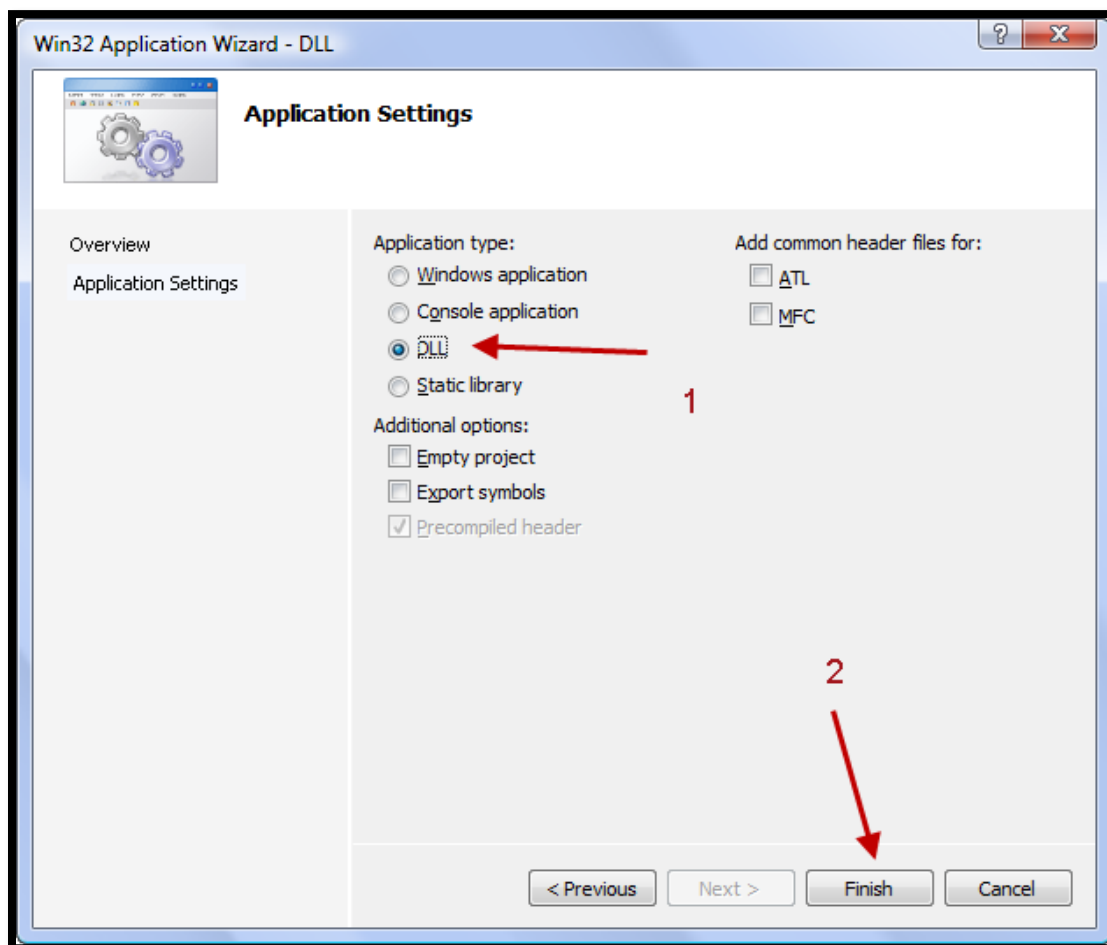 Win32 Application Wizard - DLL
Application Settings
Overview
Application Settings
Application type:
Windows application
Console application
DLL
Static library
1
Additional options:
Empty project
Export symbols
Precompiled header
Add common header files for:
ATL
MFC
2
< Previous
Next >
Finish
Cancel